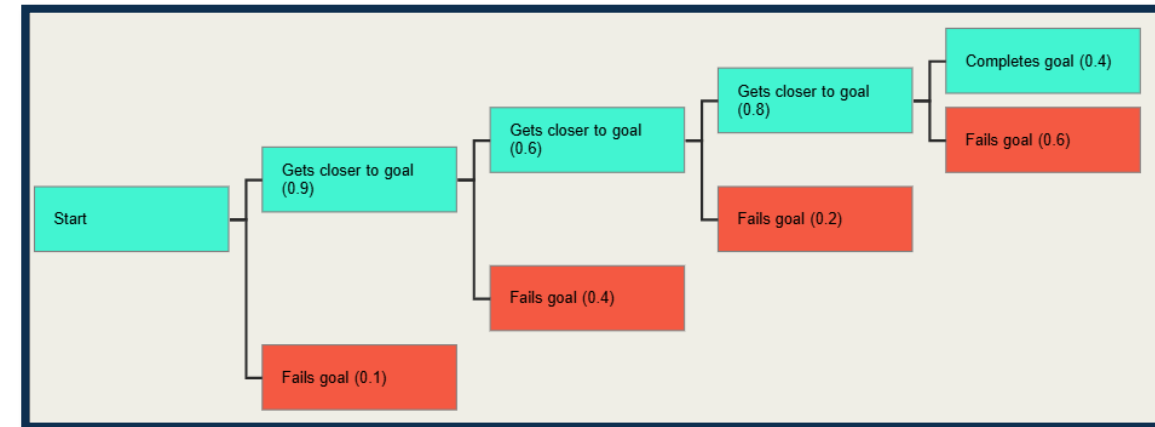 Start
Gets closer to goal
(0.9)
Fails goal (0.1)
Gets closer to goal
(0.6)
Fails goal (0.4)
Gets closer to goal
(0.8)
Fails goal (0.2)
Completes goal (0.4)
Fails goal (0.6)